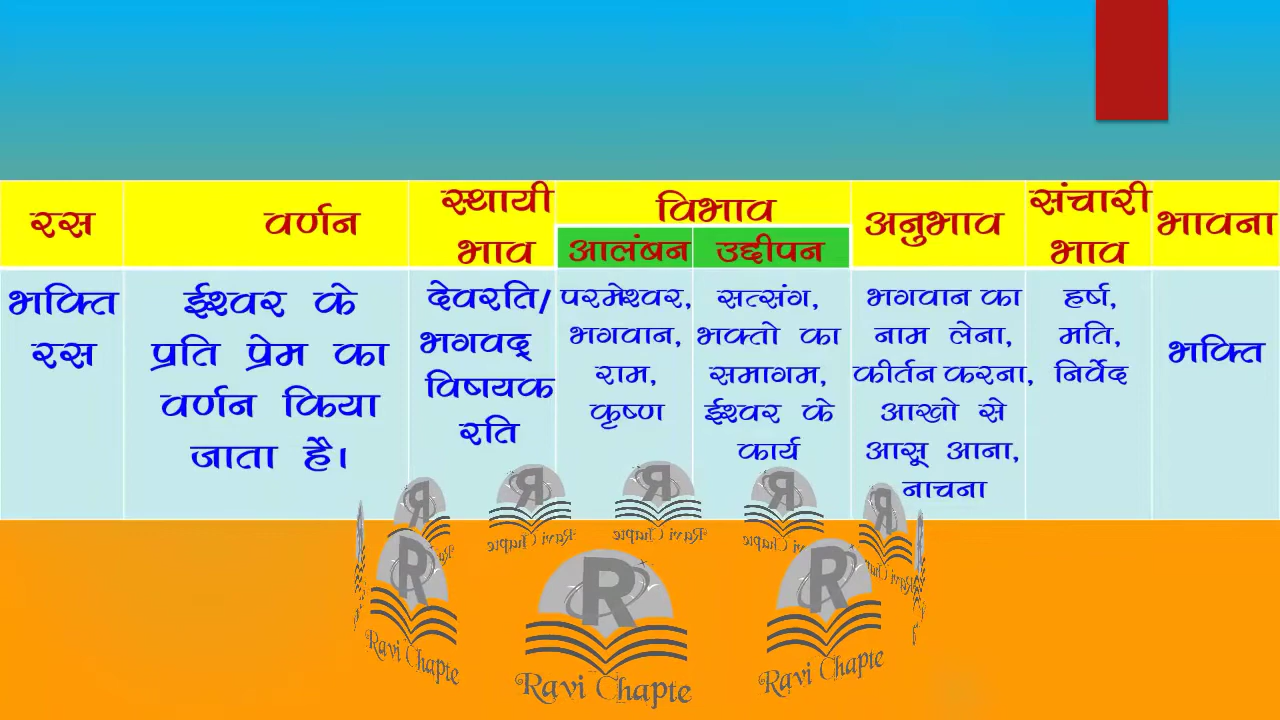 रस
वर्णन
स्थायी
भाव
विभाव
आलंबन
उद्दीपन
अनुभाव
संचारी
भाव
भावना
भक्ति
रस
ईश्वर के
प्रति प्रेम का
वर्णन किया
जाता है।
देवरति/
भगवद्
विषयक
रति
परमेश्वर,
भगवान,
राम,
कृष्ण
सत्संग,
भक्तो का
समागम,
ईश्वर के
कार्य
भगवान का
नाम लेना,
कीर्तन करना,
आखो से
आसू आना,
नाचना
हर्ष,
मति,
निर्वेद
भक्ति
R
Ravi Chapte
R
Ravi Chapte
R
Ravi Chapte